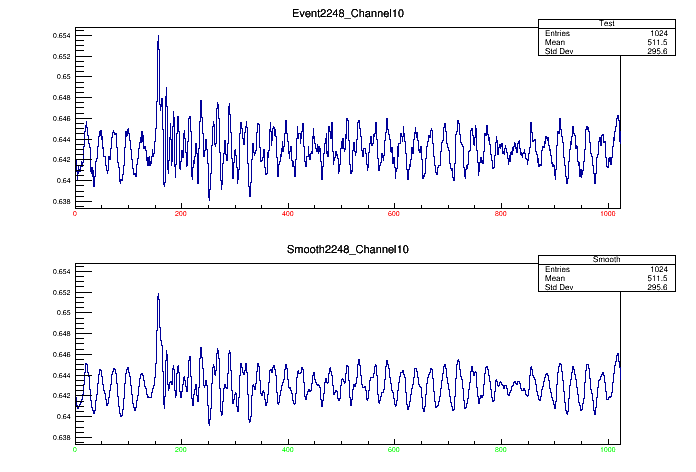 Event2248_Channel10
Test
Entries 1024
Mean 511.5
Std Dev 295.6
0.654
0.652
0.65
0.648
0.646
0.644
0.642
0.64
0.638
0 200 400 600 800 1000
Smooth2248_Channel10
Smooth
Entries 1024
Mean 511.5
Std Dev 295.6
0.654
0.652
0.65
0.648
0.646
0.644
0.642
0.64
0.638
0 200 400 600 800 1000